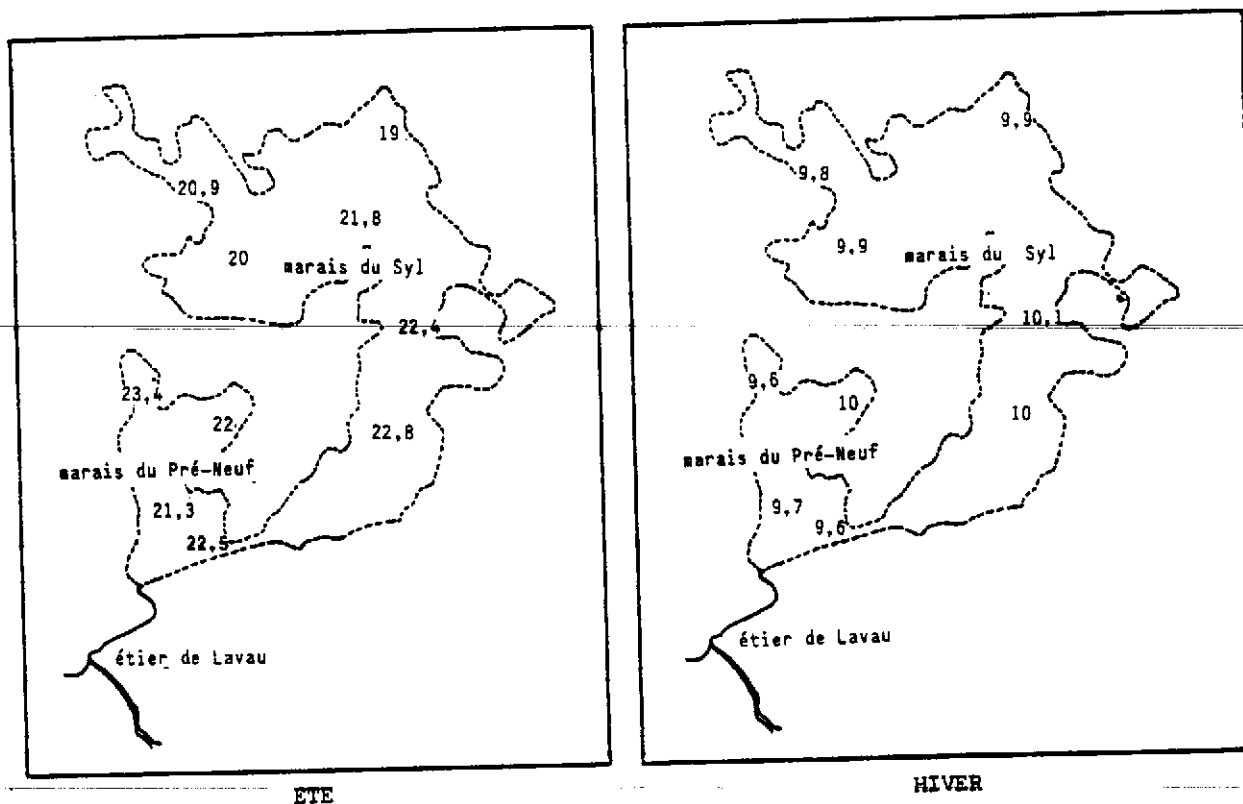 19
20,9
21,8
20
marais du Syl
22,4
23,4
22
22,8
marais du Pré-Neuf
21,3
22,5
étier de Lavau
ETE
9,9
9,8
9,9
marais du Syl
10,1
9,6
10
10
marais du Pré-Neuf
9,7
9,6
étier de Lavau
HIVER